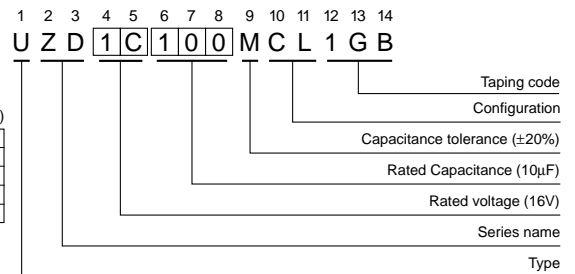 1 2 3 4 5 6 7 8 9 10 11 12 13 14
U Z D 1 C 1 0 0 M C L 1 G B
Taping code
Configuration
)
Capacitance tolerance (±20%)
Rated Capacitance (10µF)
Rated voltage (16V)
Series name
Type